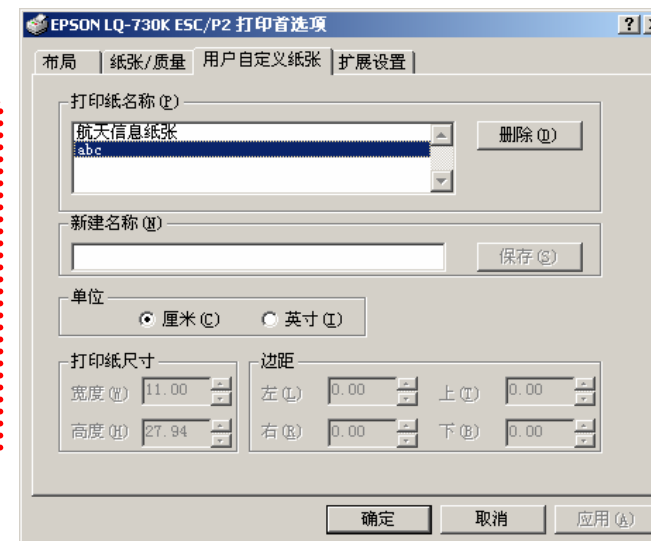 EPSON LQ-730K ESC/P2 打印首选项
布局 纸张/质量 用户自定义纸张 扩展设置
打印纸名称(P)
航天信息纸张
abc
删除(D)
新建名称(N)
保存(S)
单位
厘米(C) 英寸(I)
打印纸尺寸 边距
宽度(W) 11.00 左(L) 0.00 上(T) 0.00
高度(H) 27.94 右(R) 0.00 下(B) 0.00
确定 取消 应用(A)